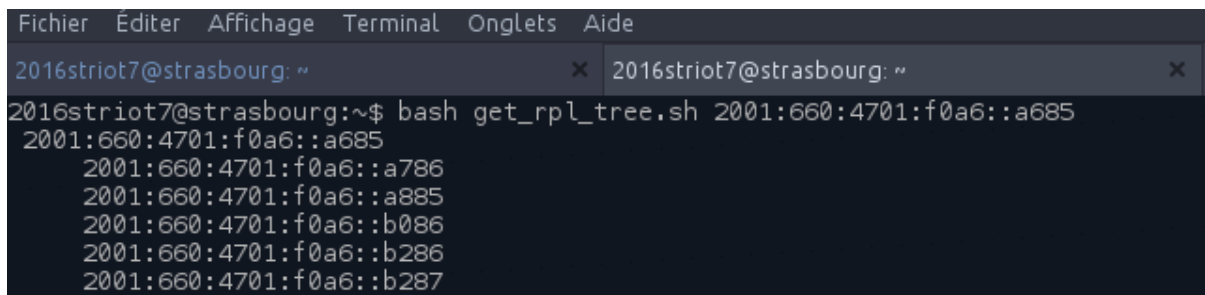 Fichier Éditer Affichage Terminal Onglets Aide
2016striot7@strasbourg: ~ × 2016striot7@strasbourg: ~ ×
2016striot7@strasbourg:~$ bash get_rpl_tree.sh 2001:660:4701:f0a6::a685
2001:660:4701:f0a6::a685
2001:660:4701:f0a6::a786
2001:660:4701:f0a6::a885
2001:660:4701:f0a6::b086
2001:660:4701:f0a6::b286
2001:660:4701:f0a6::b287